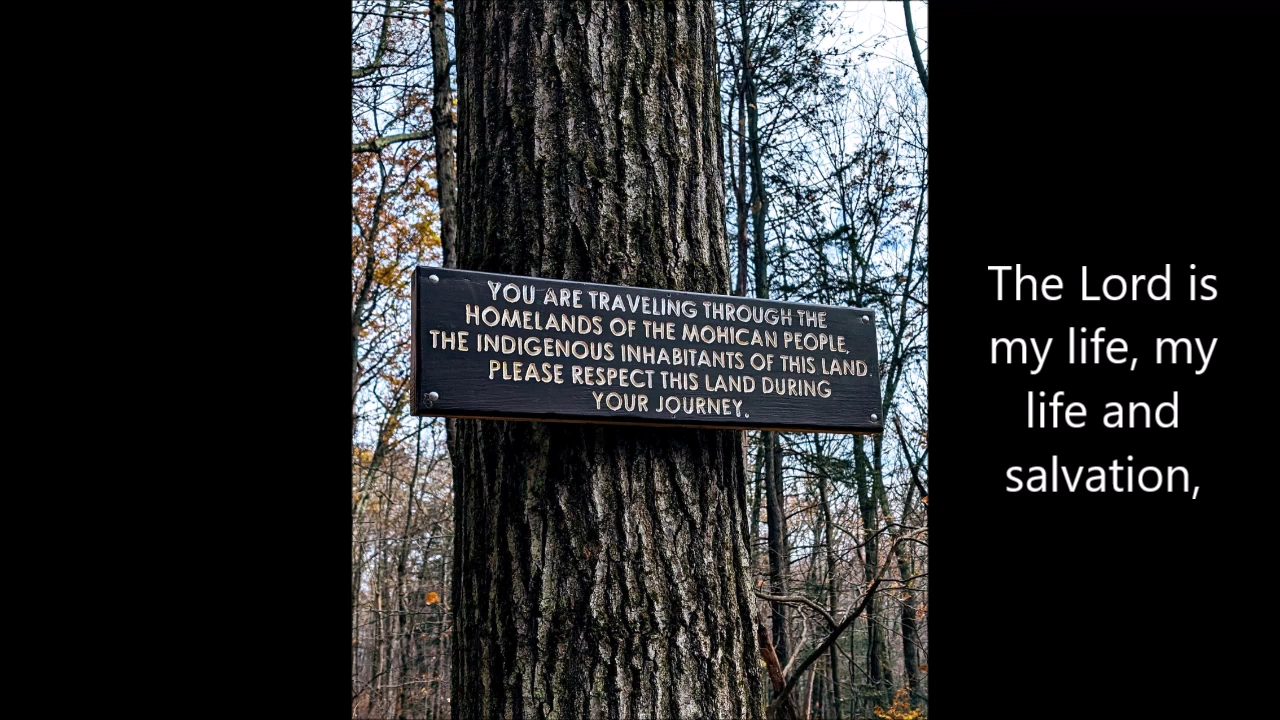 YOU ARE TRAVELING THROUGH THE
HOMELANDS OF THE MOHICAN PEOPLE,
THE INDIGENOUS INHABITANTS OF THIS LAND.
PLEASE RESPECT THIS LAND DURING
YOUR JOURNEY.
The Lord is
my life, my
life and
salvation,